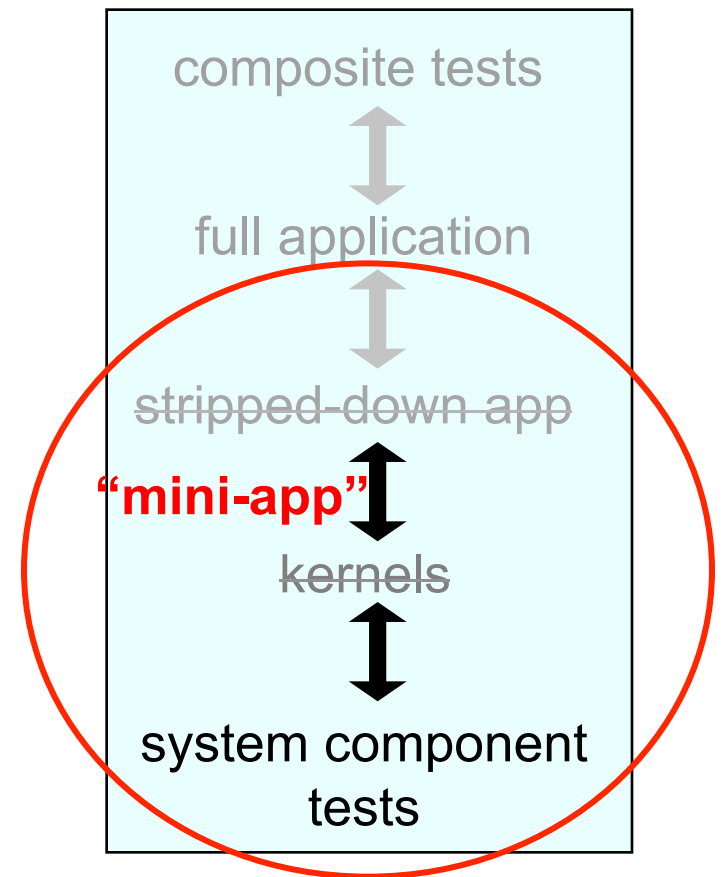 composite tests
full application
stripped-down app
“mini-app”
kernels
system component
tests